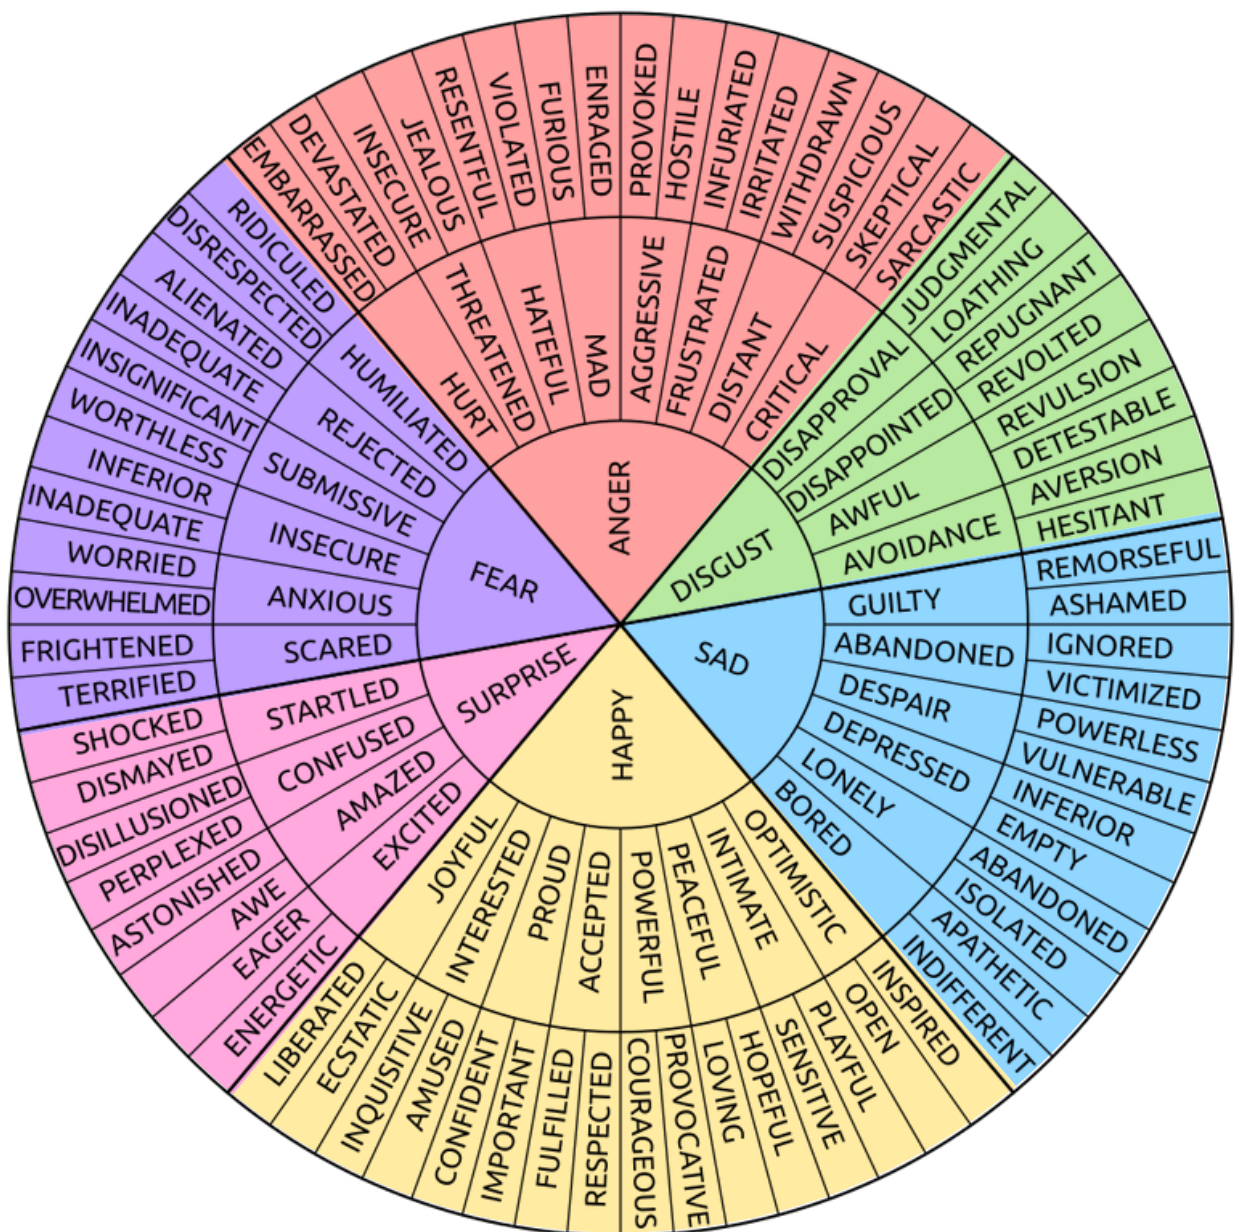 ANGER
HURT
THREATENED
HATEFUL
MAD
AGGRESSIVE
FRUSTRATED
DISTANT
CRITICAL
EMBARRASSED
DEVASTATED
INSECURE
JEALOUS
RESENTFUL
VIOLATED
FURIOUS
ENRAGED
PROVOKED
HOSTILE
INFURIATED
IRRITATED
WITHDRAWN
SUSPICIOUS
SKEPTICAL
SARCASTIC
DISGUST
DISAPPROVAL
DISAPPOINTED
AWFUL
AVOIDANCE
JUDGMENTAL
LOATHING
REPUGNANT
REVOLTED
REVULSION
DETESTABLE
AVERSION
HESITANT
SAD
GUILTY
ABANDONED
DESPAIR
DEPRESSED
LONELY
BORED
REMORSEFUL
ASHAMED
IGNORED
VICTIMIZED
POWERLESS
VULNERABLE
INFERIOR
EMPTY
ABANDONED
ISOLATED
APATHETIC
INDIFFERENT
HAPPY
OPTIMISTIC
INTIMATE
PEACEFUL
POWERFUL
ACCEPTED
PROUD
INTERESTED
JOYFUL
INSPIRED
OPEN
PLAYFUL
SENSITIVE
HOPEFUL
LOVING
PROVOCATIVE
COURAGEOUS
RESPECTED
FULFILLED
IMPORTANT
CONFIDENT
AMUSED
INQUISITIVE
ECSTATIC
LIBERATED
SURPRISE
EXCITED
AMAZED
CONFUSED
STARTLED
ENERGETIC
EAGER
AWE
ASTONISHED
PERPLEXED
DISILLUSIONED
DISMAYED
SHOCKED
FEAR
SCARED
ANXIOUS
INSECURE
SUBMISSIVE
REJECTED
HUMILIATED
TERRIFIED
FRIGHTENED
OVERWHELMED
WORRIED
INADEQUATE
INFERIOR
WORTHLESS
INSIGNIFICANT
INADEQUATE
ALIENATED
DISRESPECTED
RIDICULED